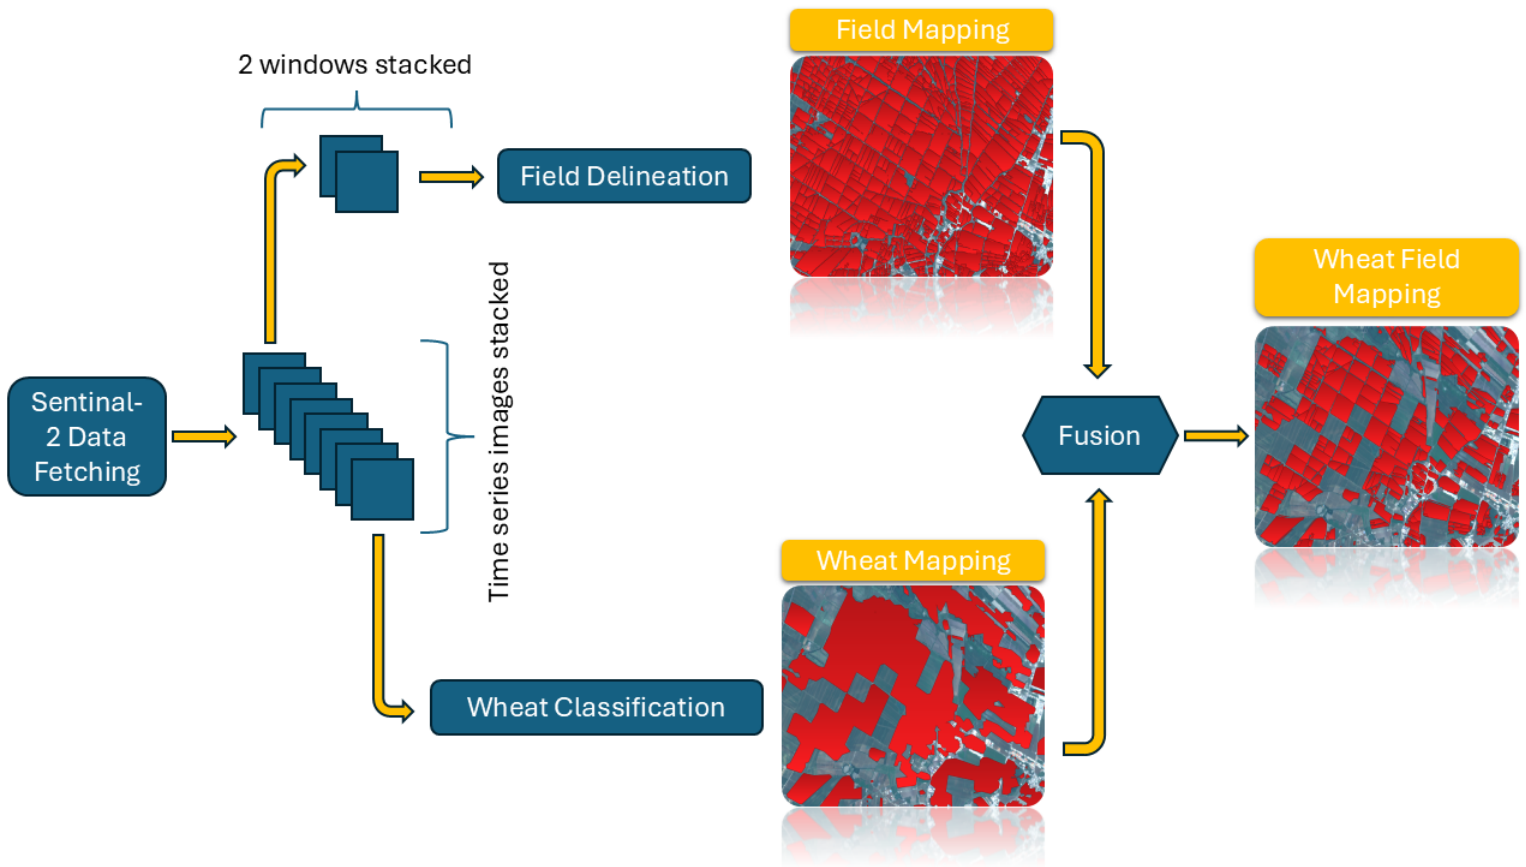 Field Mapping
2 windows stacked
Field Delineation
Wheat Field
Mapping
Time series images stacked
Sentinal-
2 Data
Fetching
Fusion
Wheat Mapping
Wheat Classification